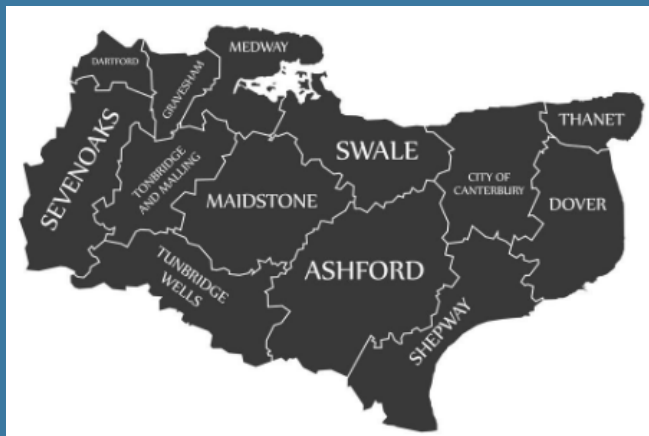 MEDWAY
DARTFORD
GRAVESHAM
SEVENOAKS
TONBRIDGE
AND MALLING
MAIDSTONE
SWALE
CITY OF
CANTERBURY
THANET
DOVER
ASHFORD
TUNBRIDGE
WELLS
SHEPWAY